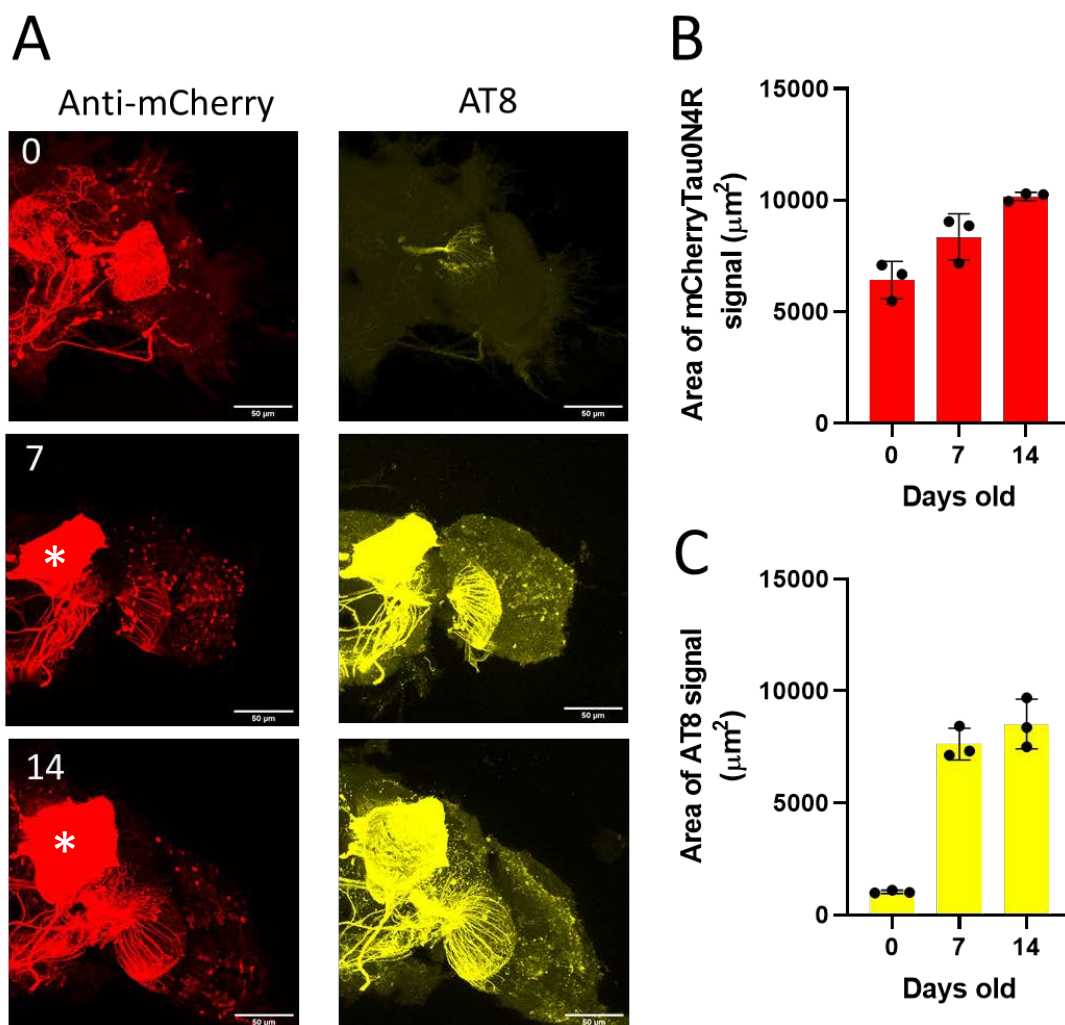 A
Anti-mCherry
AT8
0
50 µm
50 µm
7
*
50 µm
50 µm
14
*
50 µm
50 µm
B
Area of mCherryTau0N4R
signal (µm²)
15000
10000
5000
0
0 7 14
Days old
C
Area of AT8 signal
(µm²)
15000
10000
5000
0
0 7 14
Days old